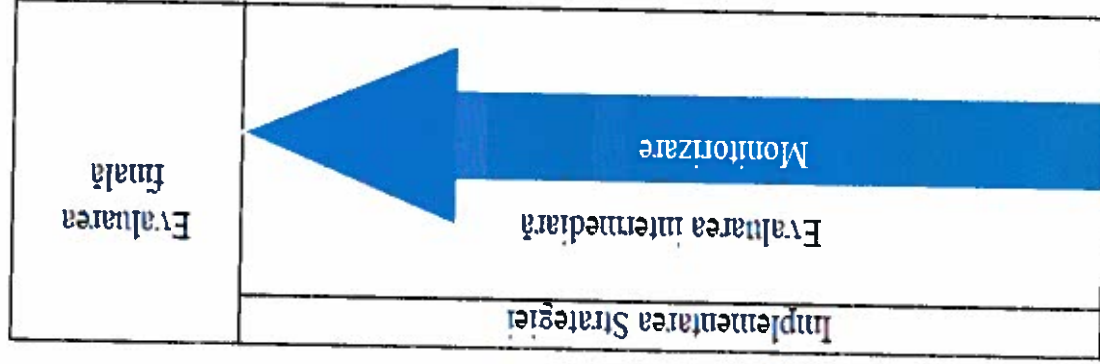 Implementarea Strategiei
Evaluarea intermediară
Monitorizare
Evaluarea
finală